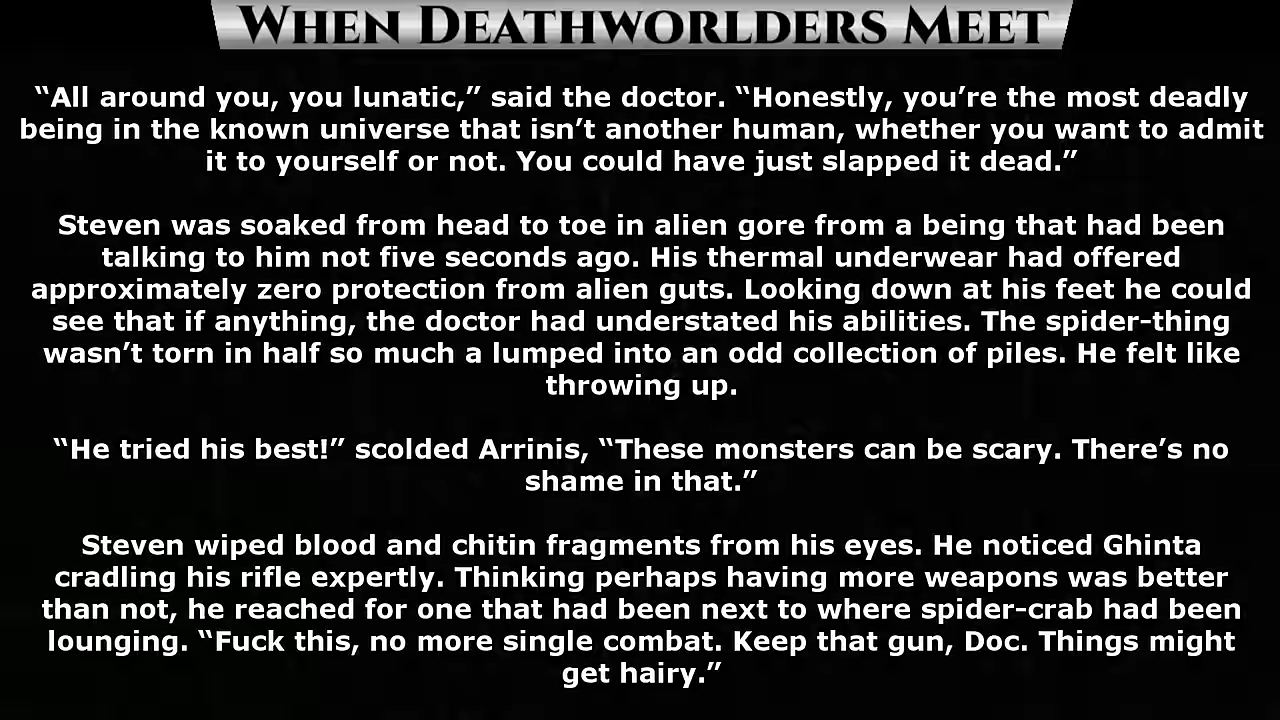 When Deathworlders Meet
“All around you, you lunatic,” said the doctor. “Honestly, you’re the most deadly
being in the known universe that isn’t another human, whether you want to admit
it to yourself or not. You could have just slapped it dead.”
Steven was soaked from head to toe in alien gore from a being that had been
talking to him not five seconds ago. His thermal underwear had offered
approximately zero protection from alien guts. Looking down at his feet he could
see that if anything, the doctor had understated his abilities. The spider-thing
wasn’t torn in half so much a lumped into an odd collection of piles. He felt like
throwing up.
“He tried his best!” scolded Arrinis, “These monsters can be scary. There’s no
shame in that.”
Steven wiped blood and chitin fragments from his eyes. He noticed Ghinta
cradling his rifle expertly. Thinking perhaps having more weapons was better
than not, he reached for one that had been next to where spider-crab had been
lounging. “Fuck this, no more single combat. Keep that gun, Doc. Things might
get hairy.”